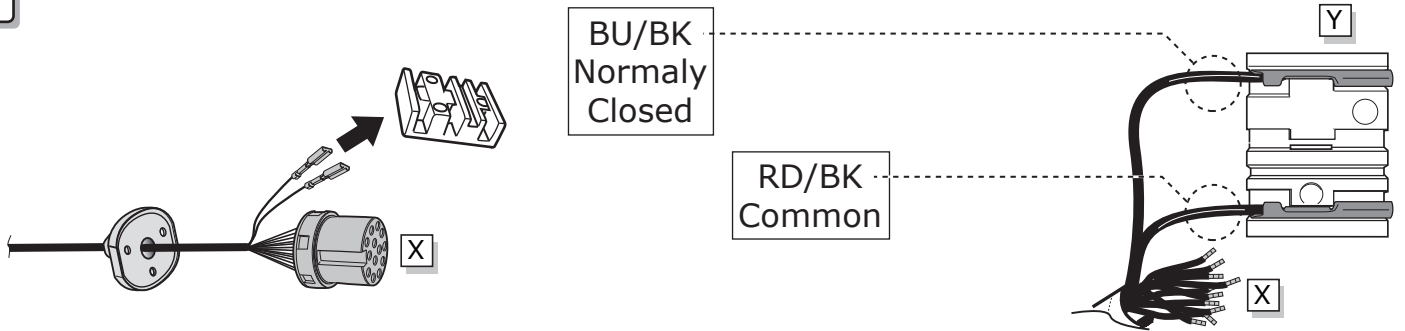 BU/BK
Normaly
Closed
Y
RD/BK
Common
X
X